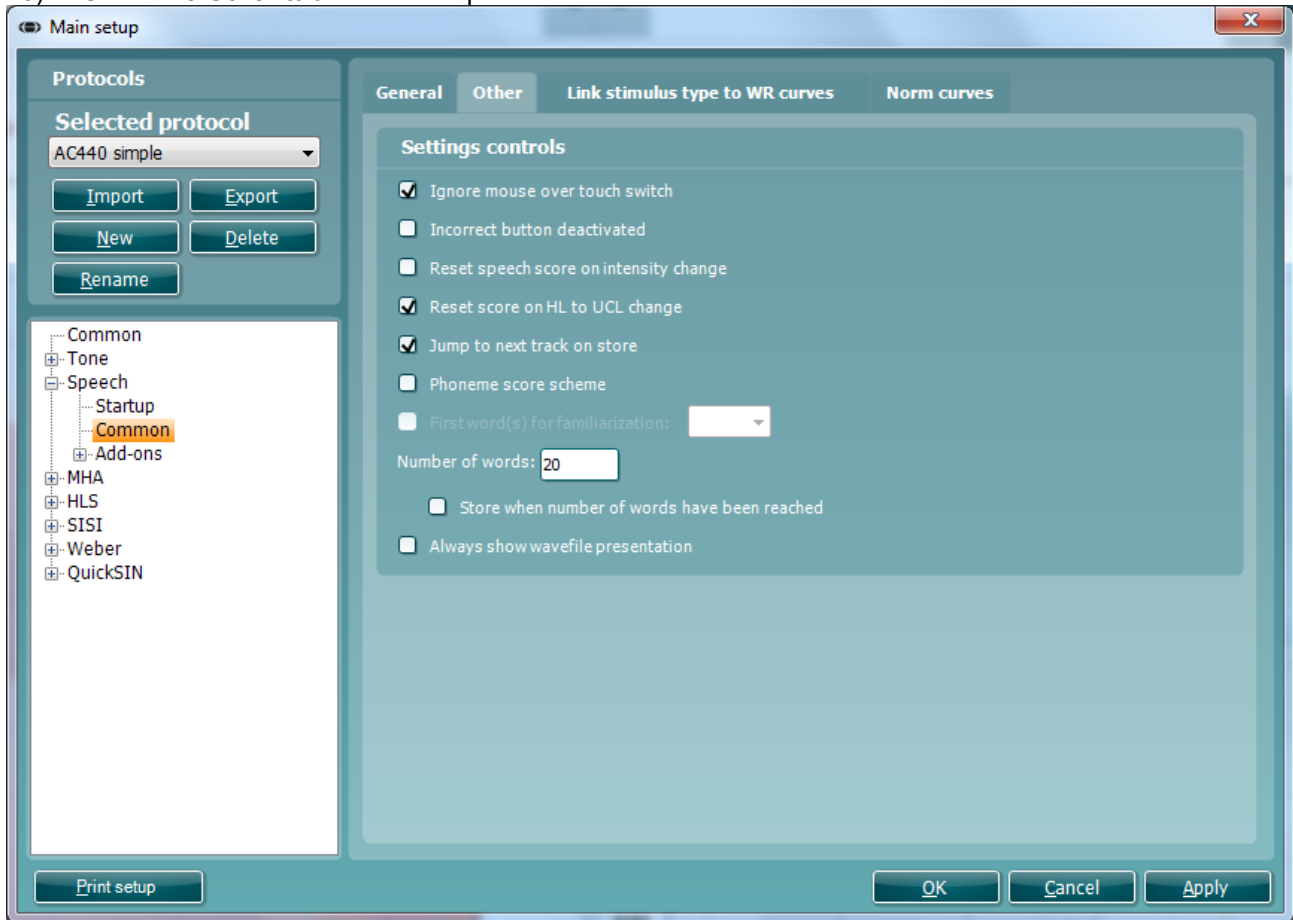 Main setup
Protocols
Selected protocol
AC440 simple
Import Export
New Delete
Rename
Common
Tone
Speech
Startup
Common
Add-ons
MHA
HLS
SISI
Weber
QuickSIN
General Other Link stimulus type to WR curves Norm curves
Settings controls
Ignore mouse over touch switch
Incorrect button deactivated
Reset speech score on intensity change
Reset score on HL to UCL change
Jump to next track on store
Phoneme score scheme
First word(s) for familiarization:
Number of words: 20
Store when number of words have been reached
Always show wavefile presentation
Print setup OK Cancel Apply